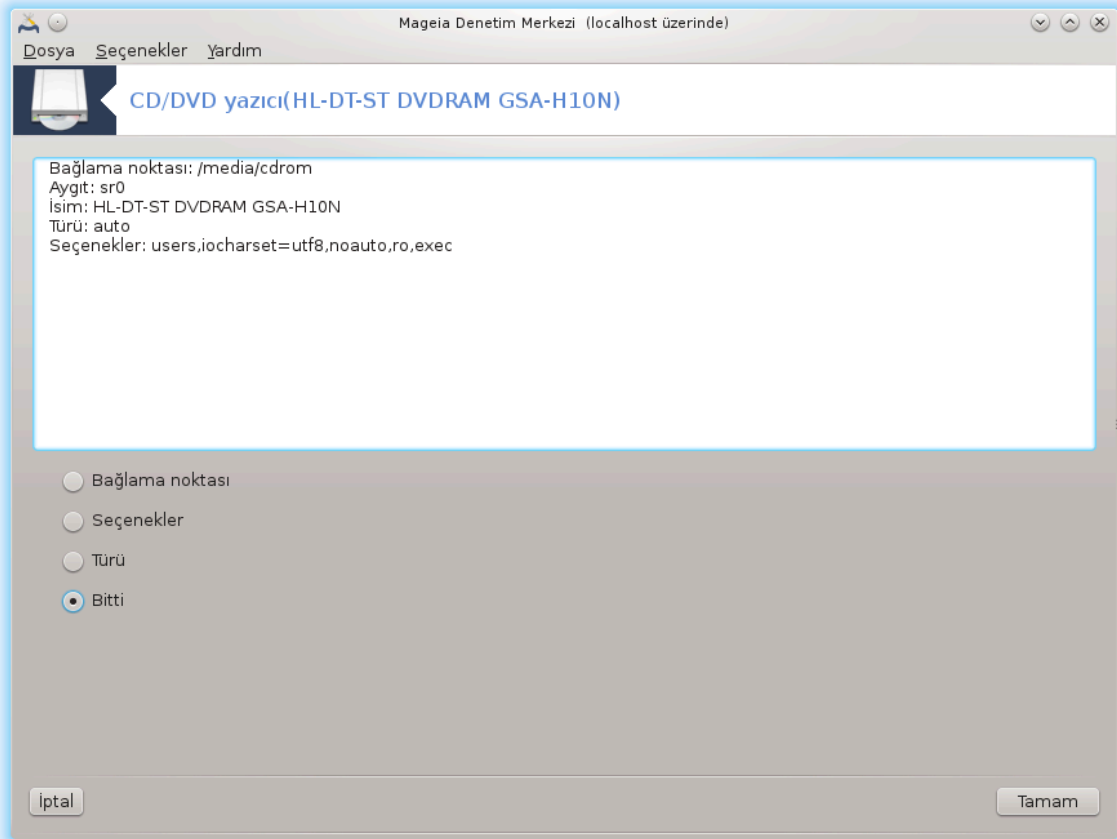 Mageia Denetim Merkezi  (localhost üzerinde)
Dosya Seçenekler Yardım
CD/DVD yazıcı(HL-DT-ST DVDRAM GSA-H10N)
Bağlama noktası: /media/cdrom
Aygıt: sr0
İsim: HL-DT-ST DVDRAM GSA-H10N
Türü: auto
Seçenekler: users,iocharset=utf8,noauto,ro,exec
Bağlama noktası
Seçenekler
Türü
Bitti
İptal Tamam